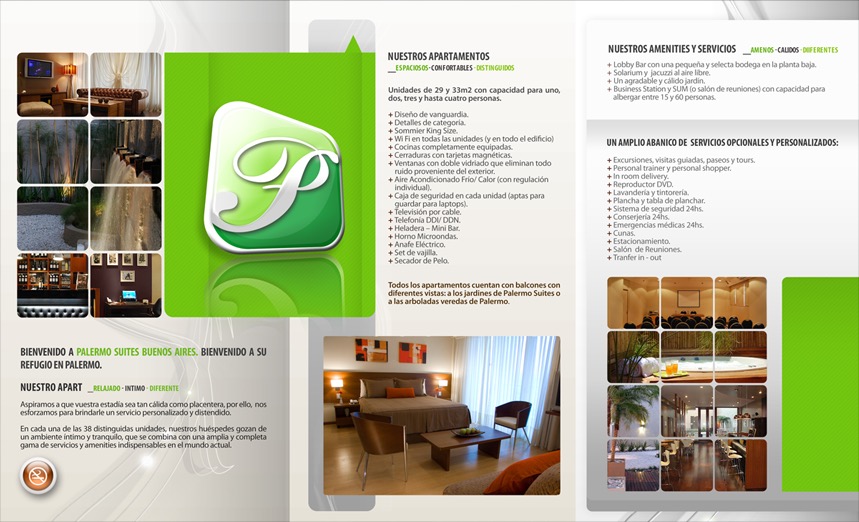 P
BIENVENIDO A PALERMO SUITES BUENOS AIRES. BIENVENIDO A SU
REFUGIO EN PALERMO.
NUESTRO APART __RELAJADO · INTIMO · DIFERENTE
Aspiramos a que vuestra estadía sea tan cálida como placentera, por ello, nos
esforzamos para brindarle un servicio personalizado y distendido.
En cada una de las 38 distinguidas unidades, nuestros huéspedes gozan de
un ambiente íntimo y tranquilo, que se combina con una amplia y completa
gama de servicios y amenities indispensables en el mundo actual.
NUESTROS APARTAMENTOS
__ESPACIOSOS · CONFORTABLES · DISTINGUIDOS
Unidades de 29 y 33m2 con capacidad para uno,
dos, tres y hasta cuatro personas.
+ Diseño de vanguardia.
+ Detalles de categoría.
+ Sommier King Size.
+ Wi Fi en todas las unidades (y en todo el edificio)
+ Cocinas completamente equipadas.
+ Cerraduras con tarjetas magnéticas.
+ Ventanas con doble vidriado que eliminan todo
ruido proveniente del exterior.
+ Aire Acondicionado Frío/ Calor (con regulación
individual).
+ Caja de seguridad en cada unidad (aptas para
guardar para laptops).
+ Televisión por cable.
+ Telefonía DDI/ DDN.
+ Heladera – Mini Bar.
+ Horno Microondas.
+ Anafe Eléctrico.
+ Set de vajilla.
+ Secador de Pelo.
Todos los apartamentos cuentan con balcones con
diferentes vistas: a los jardines de Palermo Suites o
a las arboladas veredas de Palermo.
NUESTROS AMENITIES Y SERVICIOS __AMENOS · CALIDOS · DIIFERENTES
+ Lobby Bar con una pequeña y selecta bodega en la planta baja.
+ Solarium y jacuzzi al aire libre.
+ Un agradable y cálido jardín.
+ Business Station y SUM (o salón de reuniones) con capacidad para
albergar entre 15 y 60 personas.
UN AMPLIO ABANICO DE SERVICIOS OPCIONALES Y PERSONALIZADOS:
+ Excursiones, visitas guiadas, paseos y tours.
+ Personal trainer y personal shopper.
+ In room delivery.
+ Reproductor DVD.
+ Lavandería y tintorería.
+ Plancha y tabla de planchar.
+ Sistema de seguridad 24hs.
+ Conserjería 24hs.
+ Emergencias médicas 24hs.
+ Cunas.
+ Estacionamiento.
+ Salón de Reuniones.
+ Tranfer in - out